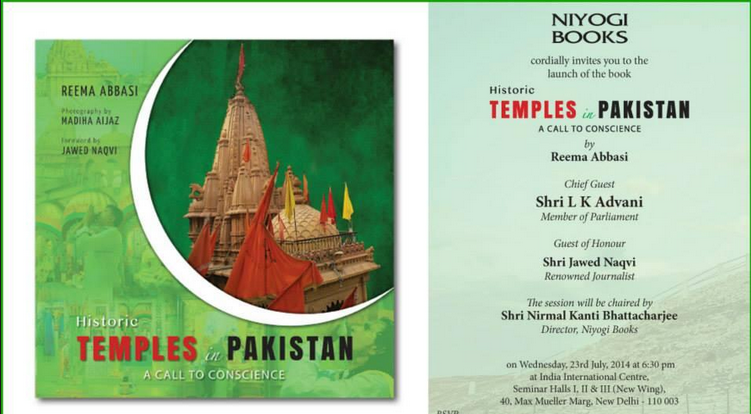 REEMA ABBASI
Photography by
MADIHA AIJAZ
Foreword by
JAWED NAQVI
Historic
TEMPLES in PAKISTAN
A CALL TO CONSCIENCE
NIYOGI
BOOKS
cordially invites you to the
launch of the book
Historic
TEMPLES in PAKISTAN
A CALL TO CONSCIENCE
by
Reema Abbasi
Chief Guest
Shri L K Advani
Member of Parliament
Guest of Honour
Shri Jawed Naqvi
Renowned Journalist
The session will be chaired by
Shri Nirmal Kanti Bhattacharjee
Director, Niyogi Books
on Wednesday, 23rd July, 2014 at 6:30 pm
at India International Centre,
Seminar Halls I, II & III (New Wing),
40, Max Mueller Marg, New Delhi - 110 003